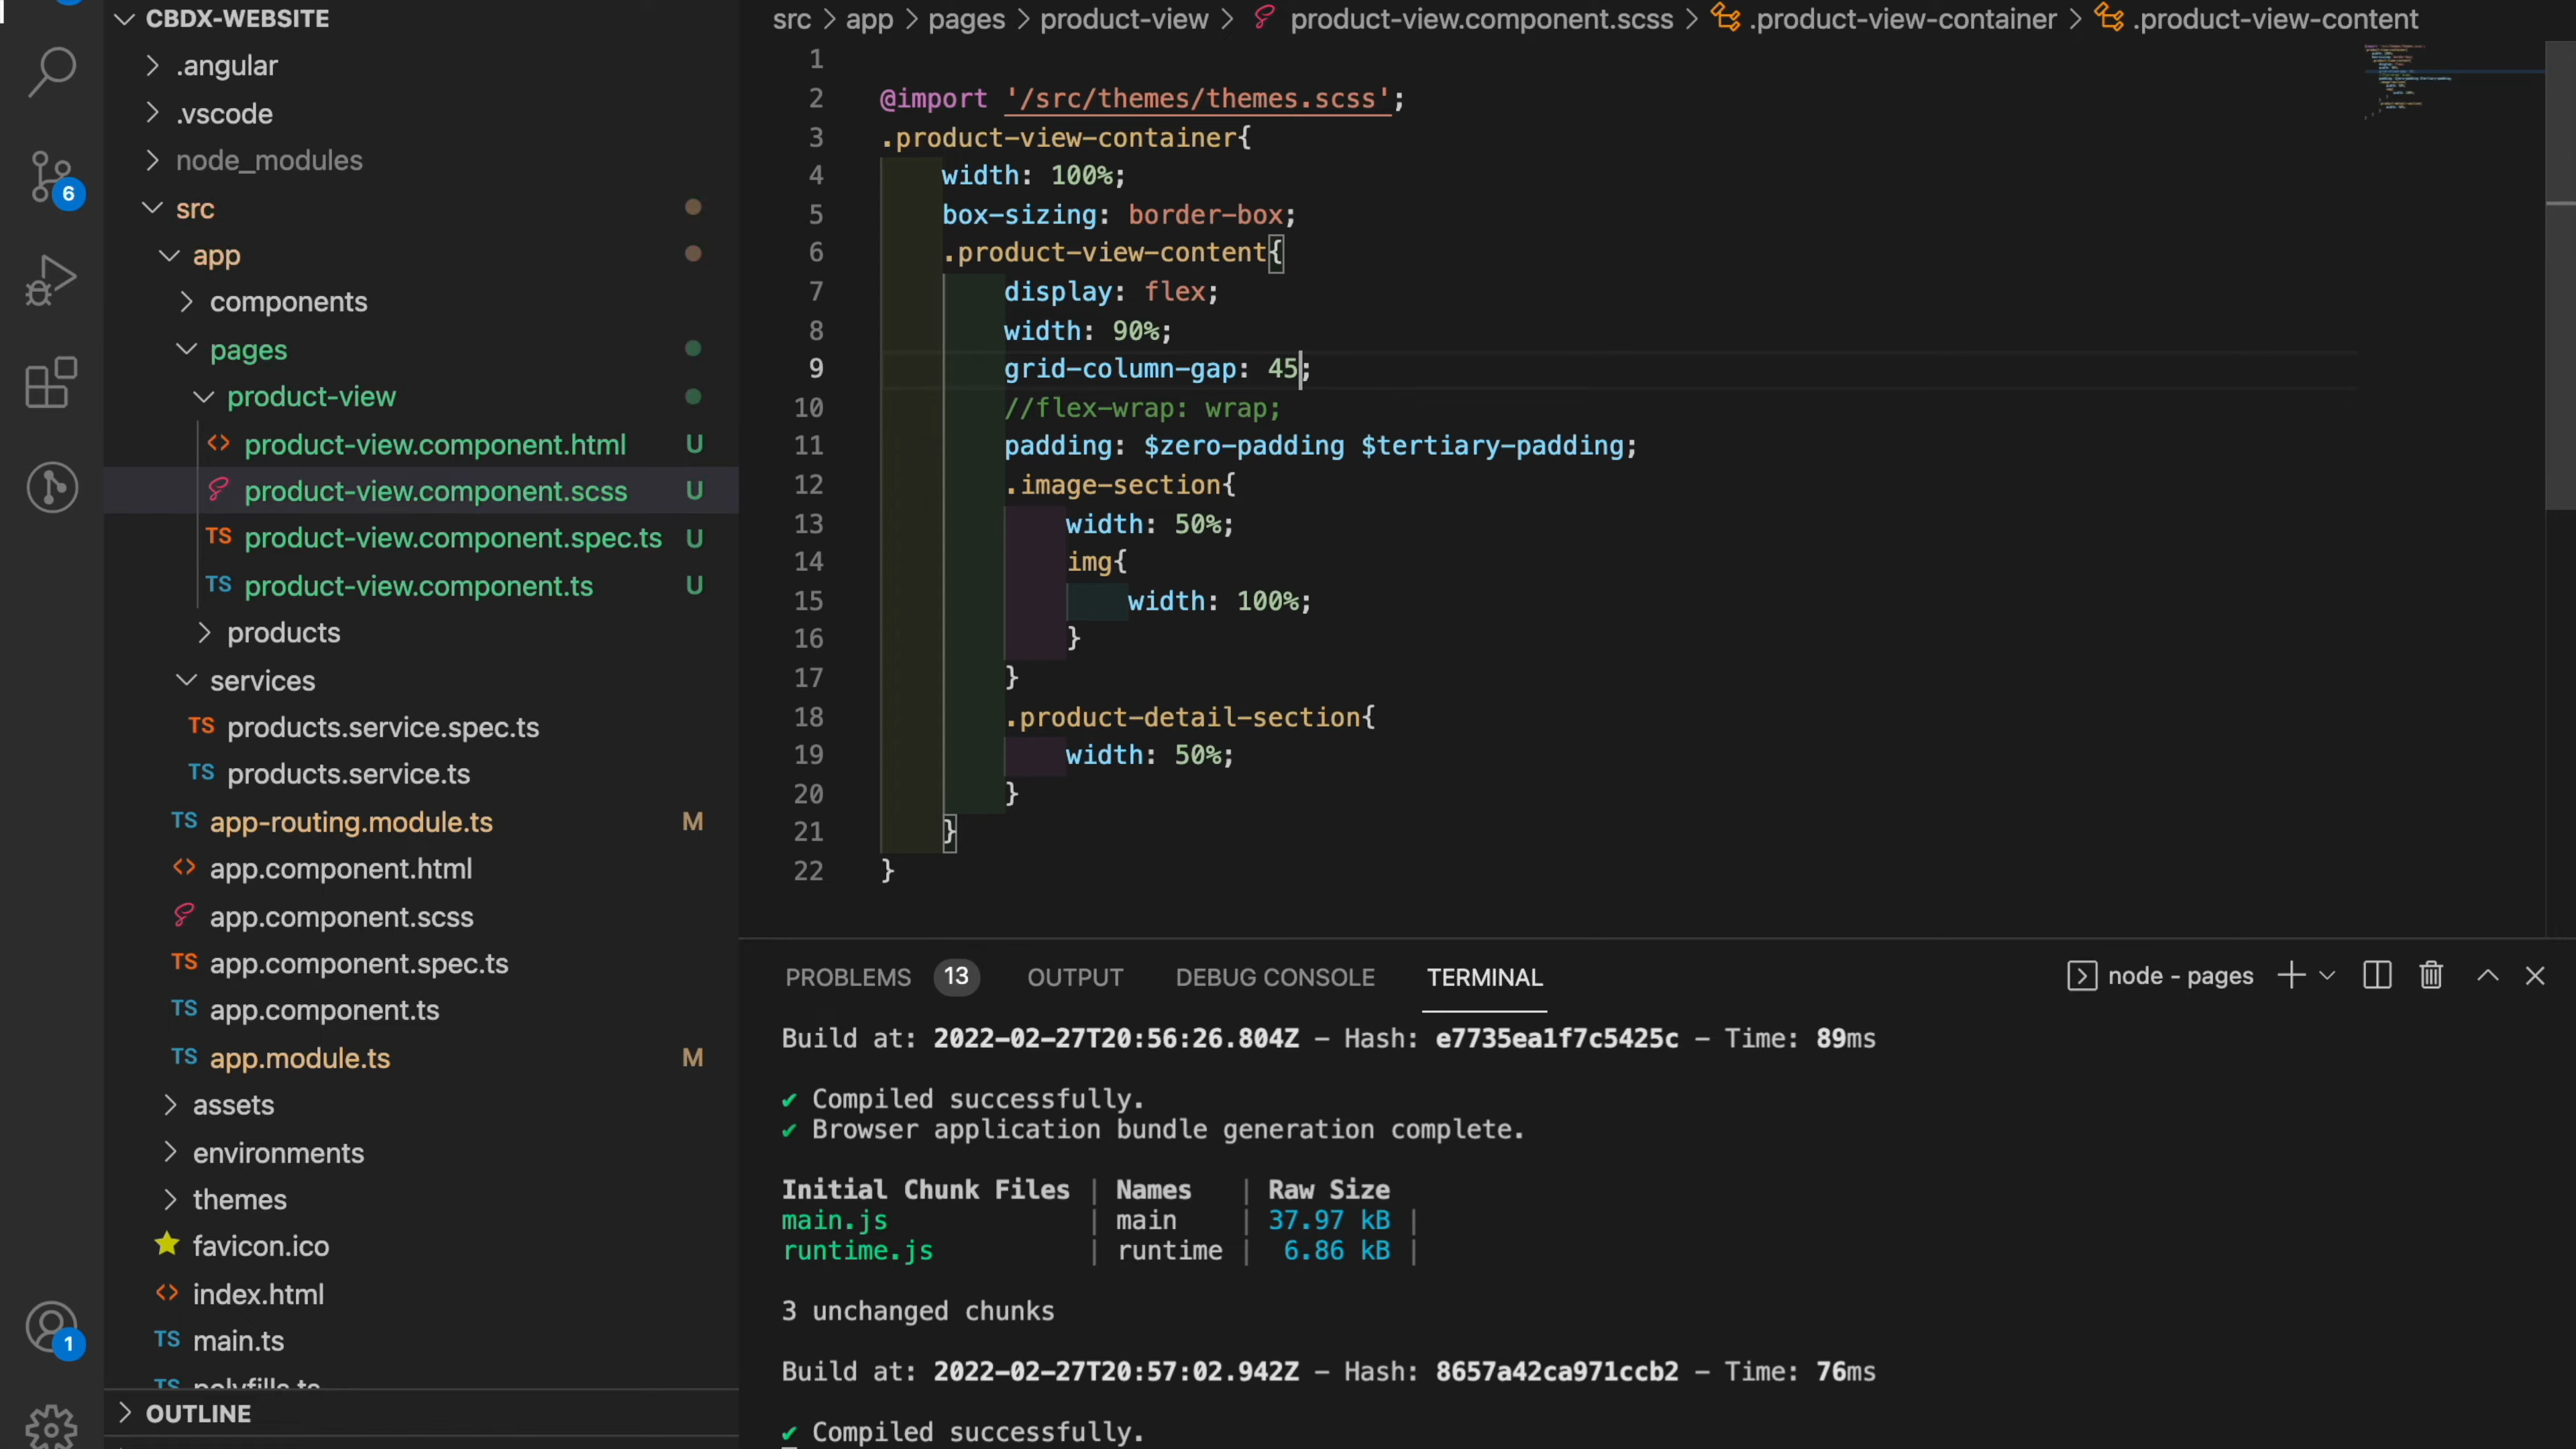 CBDX-WEBSITE
.angular
.vscode
node_modules
src
app
components
pages
product-view
product-view.component.html U
product-view.component.scss U
product-view.component.spec.ts U
product-view.component.ts U
products
services
TS products.service.spec.ts
TS products.service.ts
TS app-routing.module.ts M
app.component.html
app.component.scss
TS app.component.spec.ts
TS app.component.ts
TS app.module.ts M
assets
environments
themes
favicon.ico
index.html
TS main.ts
TS polyfills.ts
OUTLINE
6
1
src > app > pages > product-view > product-view.component.scss > .product-view-container > .product-view-content
1
2 @import '/src/themes/themes.scss';
3 .product-view-container{
4 width: 100%;
5 box-sizing: border-box;
6 .product-view-content{
7 display: flex;
8 width: 90%;
9 grid-column-gap: 45;
10 //flex-wrap: wrap;
11 padding: $zero-padding $tertiary-padding;
12 .image-section{
13 width: 50%;
14 img{
15 width: 100%;
16 }
17 }
18 .product-detail-section{
19 width: 50%;
20 }
21 }
22 }
PROBLEMS 13 OUTPUT DEBUG CONSOLE TERMINAL node - pages
Build at: 2022-02-27T20:56:26.804Z - Hash: e7735ea1f7c5425c - Time: 89ms
✔ Compiled successfully.
✔ Browser application bundle generation complete.
Initial Chunk Files | Names | Raw Size
main.js | main | 37.97 kB |
runtime.js | runtime | 6.86 kB |
3 unchanged chunks
Build at: 2022-02-27T20:57:02.942Z - Hash: 8657a42ca971ccb2 - Time: 76ms
✔ Compiled successfully.